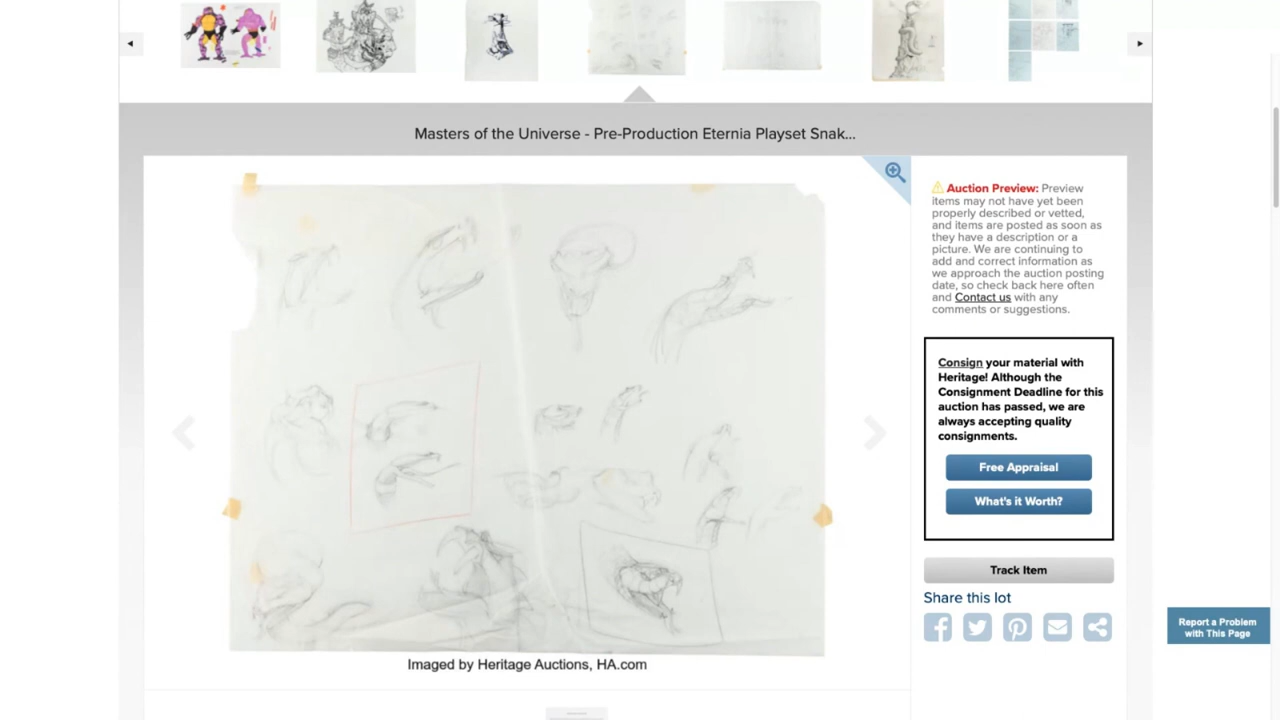 Masters of the Universe - Pre-Production Eternia Playset Snak...
Auction Preview: Preview
items may not have yet been
properly described or vetted,
and items are posted as soon as
they have a description or a
picture. We are continuing to
add and correct information as
we approach the auction posting
date, so check back here often
and Contact us with any
comments or suggestions.
Consign your material with
Heritage! Although the
Consignment Deadline for this
auction has passed, we are
always accepting quality
consignments.
Free Appraisal
What's it Worth?
Track Item
Share this lot
Report a Problem
with This Page
Imaged by Heritage Auctions, HA.com